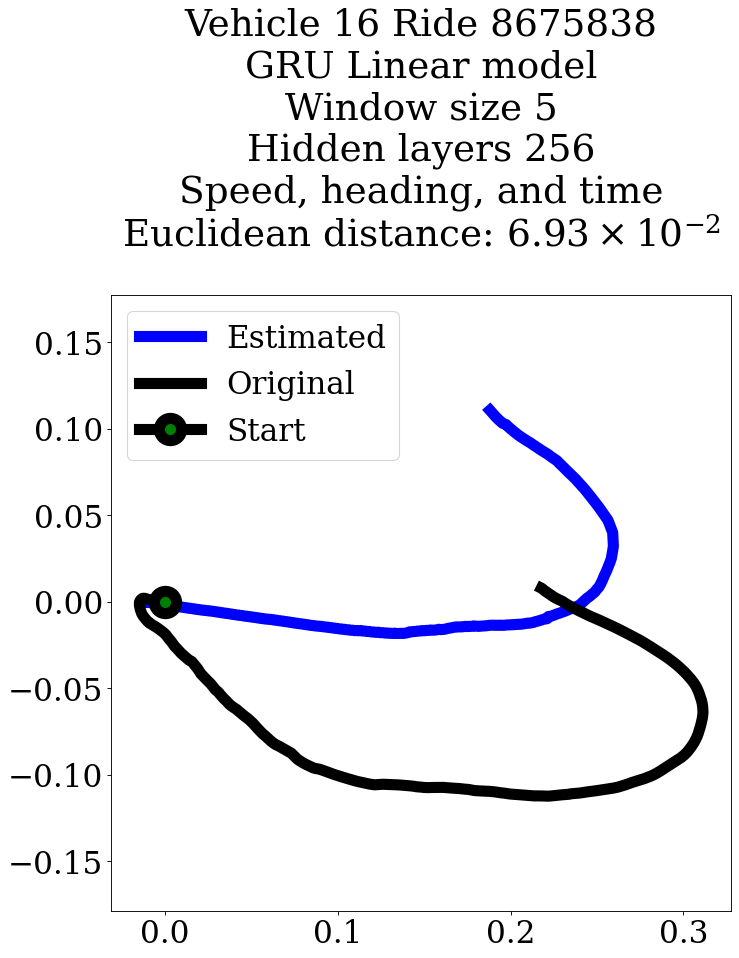 Vehicle 16 Ride 8675838
GRU Linear model
Window size 5
Hidden layers 256
Speed, heading, and time
Euclidean distance: 6.93 × 10⁻²
Estimated
Original
Start
0.15
0.10
0.05
0.00
−0.05
−0.10
−0.15
0.0 0.1 0.2 0.3